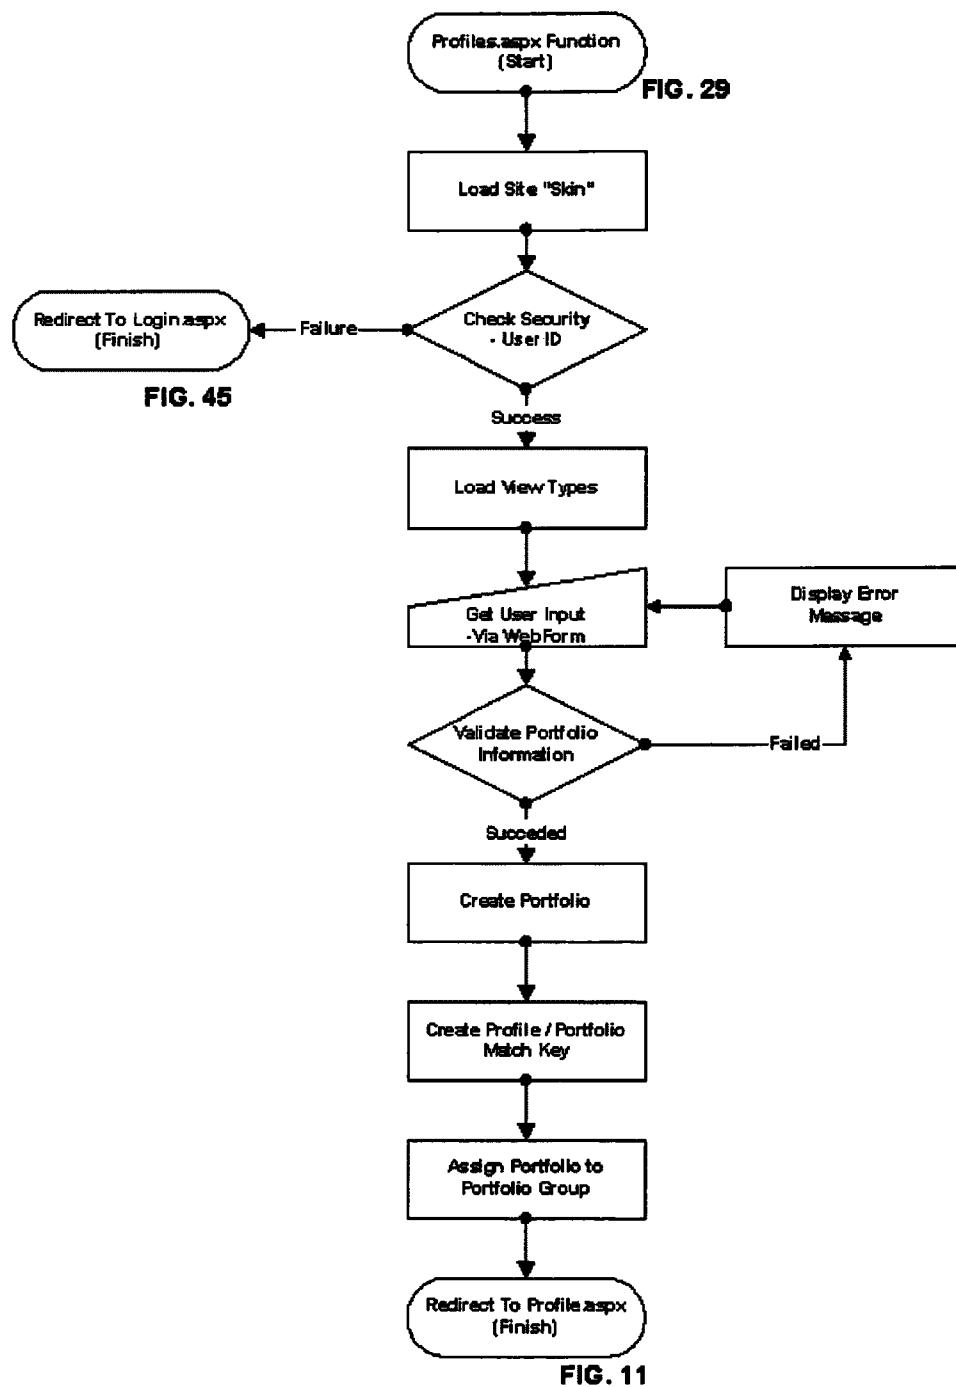 Profiles.aspx Function
(Start)
FIG. 29
Load Site "Skin"
Redirect To Login.aspx
(Finish)
Failure
Check Security
- User ID
FIG. 45
Success
Load View Types
Get User Input
-Via WebForm
Display Error
Message
Validate Portfolio
Information
Failed
Succeded
Create Portfolio
Create Profile / Portfolio
Match Key
Assign Portfolio to
Portfolio Group
Redirect To Profile.aspx
(Finish)
FIG. 11